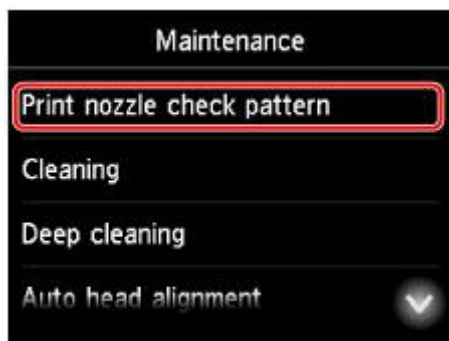 Maintenance
Print nozzle check pattern
Cleaning
Deep cleaning
Auto head alignment